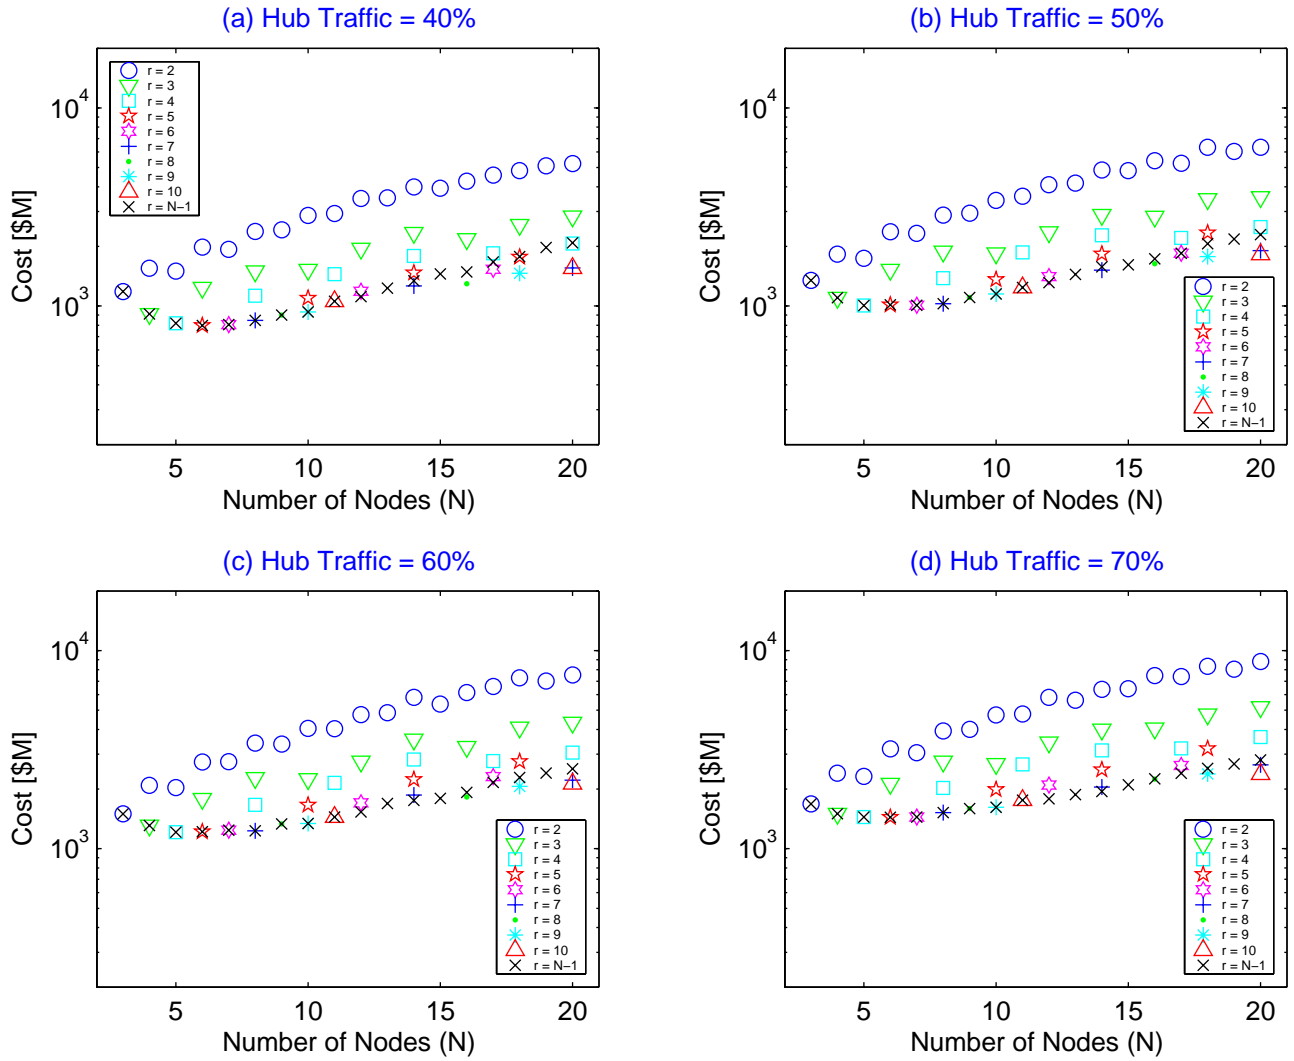 (a) Hub Traffic = 40%
Cost [$M]
10^4
10^3
r = 2
r = 3
r = 4
r = 5
r = 6
r = 7
r = 8
r = 9
r = 10
r = N−1
5 10 15 20
Number of Nodes (N)
(b) Hub Traffic = 50%
Cost [$M]
10^4
10^3
r = 2
r = 3
r = 4
r = 5
r = 6
r = 7
r = 8
r = 9
r = 10
r = N−1
5 10 15 20
Number of Nodes (N)
(c) Hub Traffic = 60%
Cost [$M]
10^4
10^3
r = 2
r = 3
r = 4
r = 5
r = 6
r = 7
r = 8
r = 9
r = 10
r = N−1
5 10 15 20
Number of Nodes (N)
(d) Hub Traffic = 70%
Cost [$M]
10^4
10^3
r = 2
r = 3
r = 4
r = 5
r = 6
r = 7
r = 8
r = 9
r = 10
r = N−1
5 10 15 20
Number of Nodes (N)